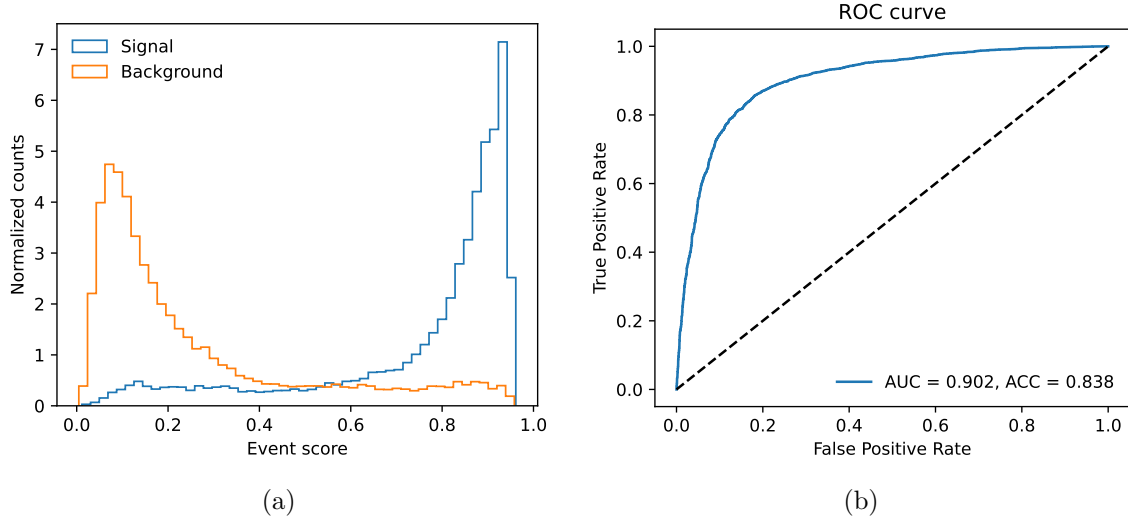 Signal
Background
7
6
5
4
3
2
1
0
Normalized counts
0.0 0.2 0.4 0.6 0.8 1.0
Event score
(a)
ROC curve
1.0
0.8
0.6
0.4
0.2
0.0
True Positive Rate
AUC = 0.902, ACC = 0.838
0.0 0.2 0.4 0.6 0.8 1.0
False Positive Rate
(b)